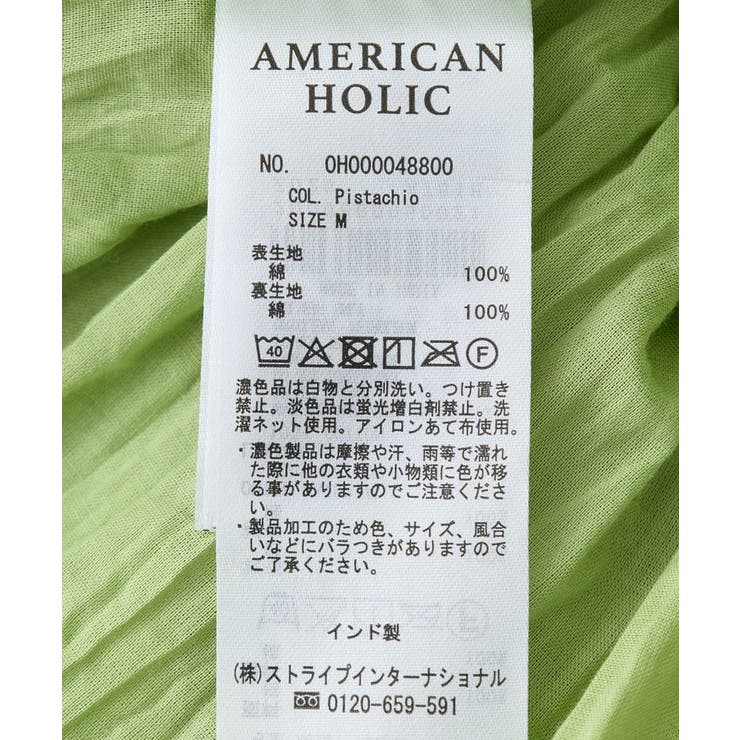 AMERICAN
HOLIC
NO. 0H000048800
COL. Pistachio
SIZE M
表生地
綿 100%
裏生地
綿 100%
40 F
濃色品は白物と分別洗い。つけ置き
禁止。淡色品は蛍光増白剤禁止。洗
濯ネット使用。アイロンあて布使用。
・濃色製品は摩擦や汗、雨等で濡れ
た際に他の衣類や小物類に色が移
る事がありますのでご注意くださ
い。
・製品加工のため色、サイズ、風合
いなどにバラつきがありますので
ご了承ください。
インド製
(株)ストライプインターナショナル
0120-659-591